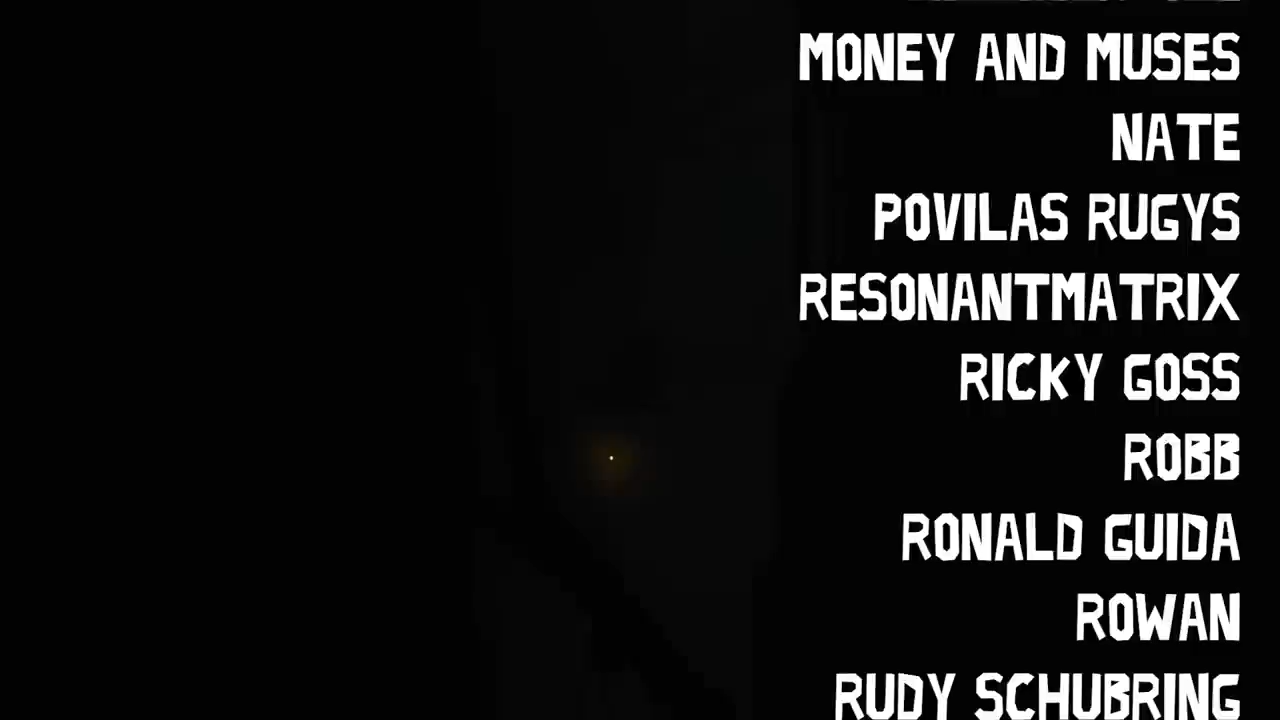 MONEY AND MUSES
NATE
POVILAS RUGYS
RESONANTMATRIX
RICKY GOSS
ROBB
RONALD GUIDA
ROWAN
RUDY SCHUBRING